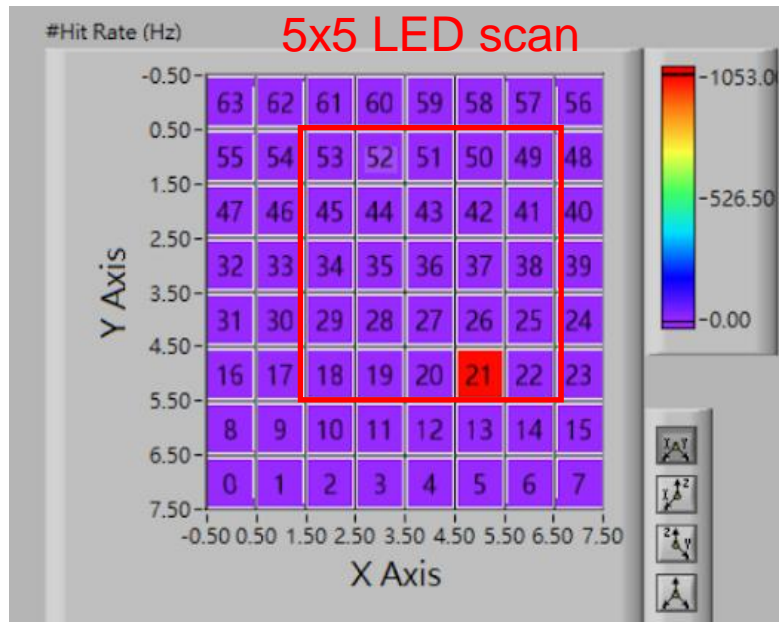 #Hit Rate (Hz)
5x5 LED scan
-0.50
63 62 61 60 59 58 57 56
0.50
55 54 53 52 51 50 49 48
1.50
47 46 45 44 43 42 41 40
2.50
32 33 34 35 36 37 38 39
3.50
31 30 29 28 27 26 25 24
4.50
16 17 18 19 20 21 22 23
5.50
8 9 10 11 12 13 14 15
6.50
0 1 2 3 4 5 6 7
7.50
-0.50 0.50 1.50 2.50 3.50 4.50 5.50 6.50 7.50
X Axis
Y Axis
-1053.0
-526.50
-0.00
X Y
X Z
Z Y